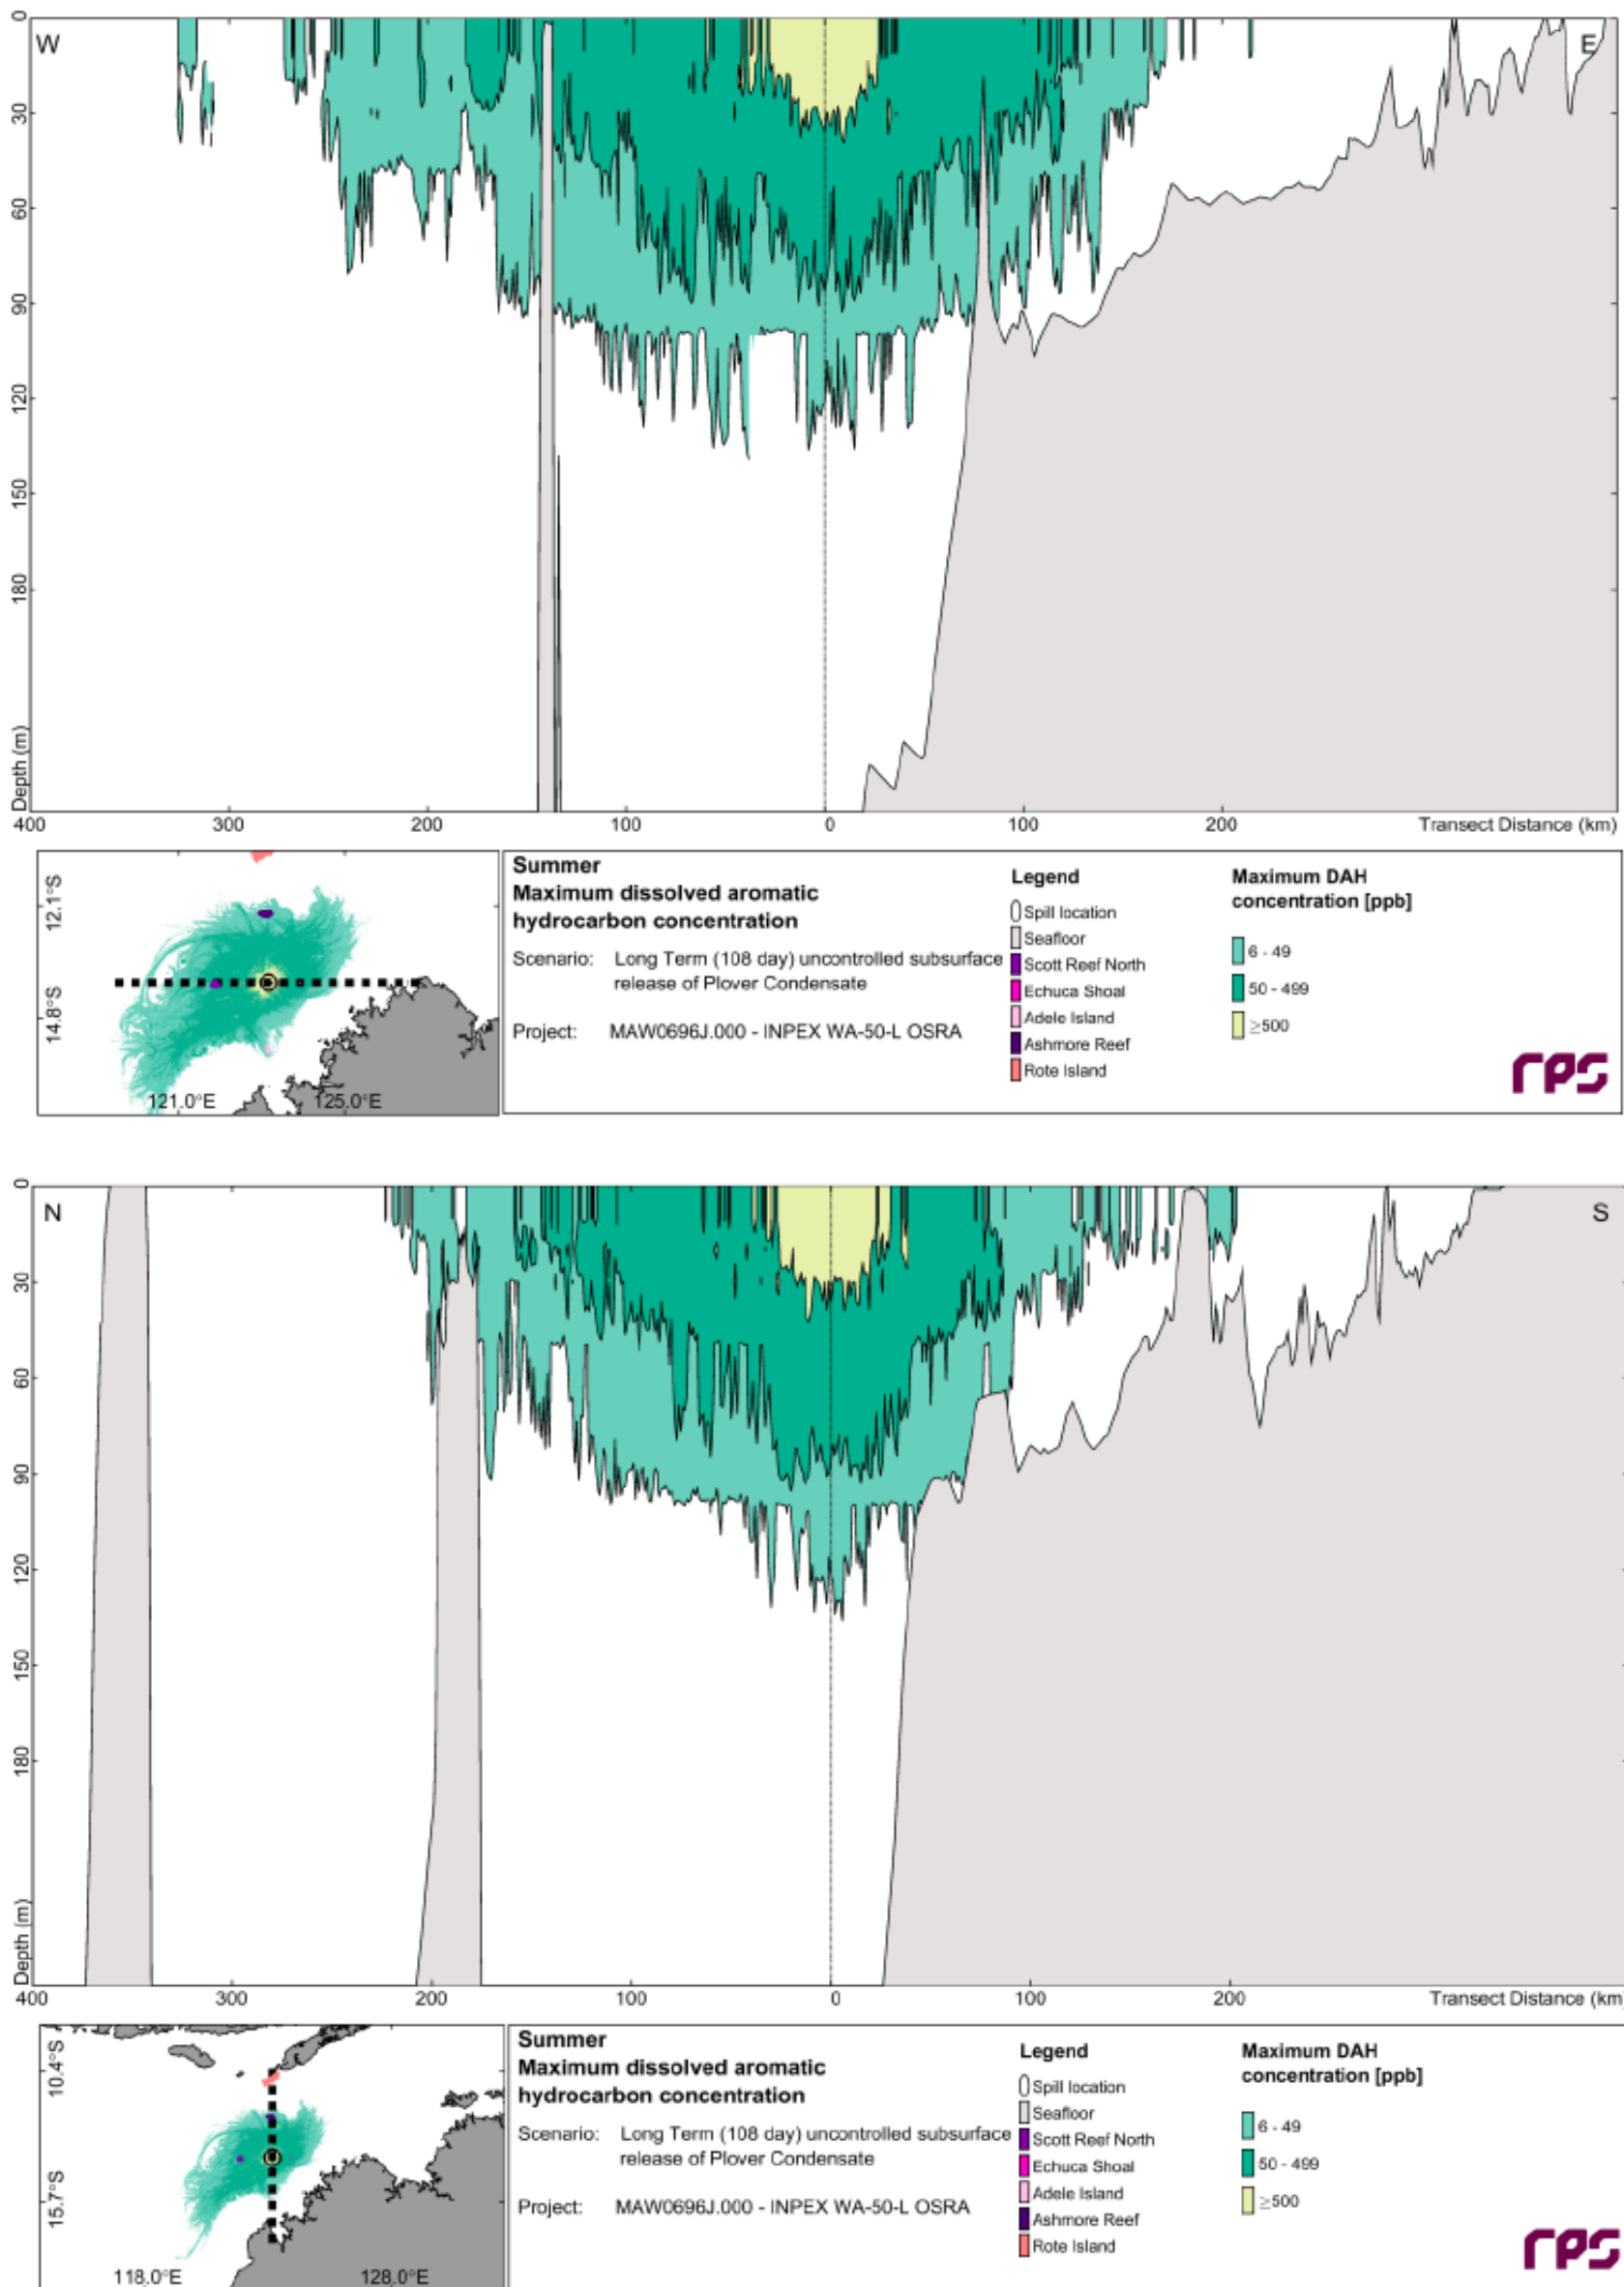 0
W
E
30
60
90
120
150
180
Depth (m)
400
300
200
100
0
100
200
Transect Distance (km)
12.1°S
14.8°S
121.0°E
125.0°E
Summer
Maximum dissolved aromatic
hydrocarbon concentration
Scenario: Long Term (108 day) uncontrolled subsurface
release of Plover Condensate
Project: MAW0696J.000 - INPEX WA-50-L OSRA
Legend
Spill location
Seafloor
Scott Reef North
Echuca Shoal
Adele Island
Ashmore Reef
Rote Island
Maximum DAH
concentration [ppb]
6 - 49
50 - 499
≥500
rps
0
N
S
30
60
90
120
150
180
Depth (m)
400
300
200
100
0
100
200
Transect Distance (km
10.4°S
15.7°S
118.0°E
128.0°E
Summer
Maximum dissolved aromatic
hydrocarbon concentration
Scenario: Long Term (108 day) uncontrolled subsurface
release of Plover Condensate
Project: MAW0696J.000 - INPEX WA-50-L OSRA
Legend
Spill location
Seafloor
Scott Reef North
Echuca Shoal
Adele Island
Ashmore Reef
Rote Island
Maximum DAH
concentration [ppb]
6 - 49
50 - 499
≥500
rps